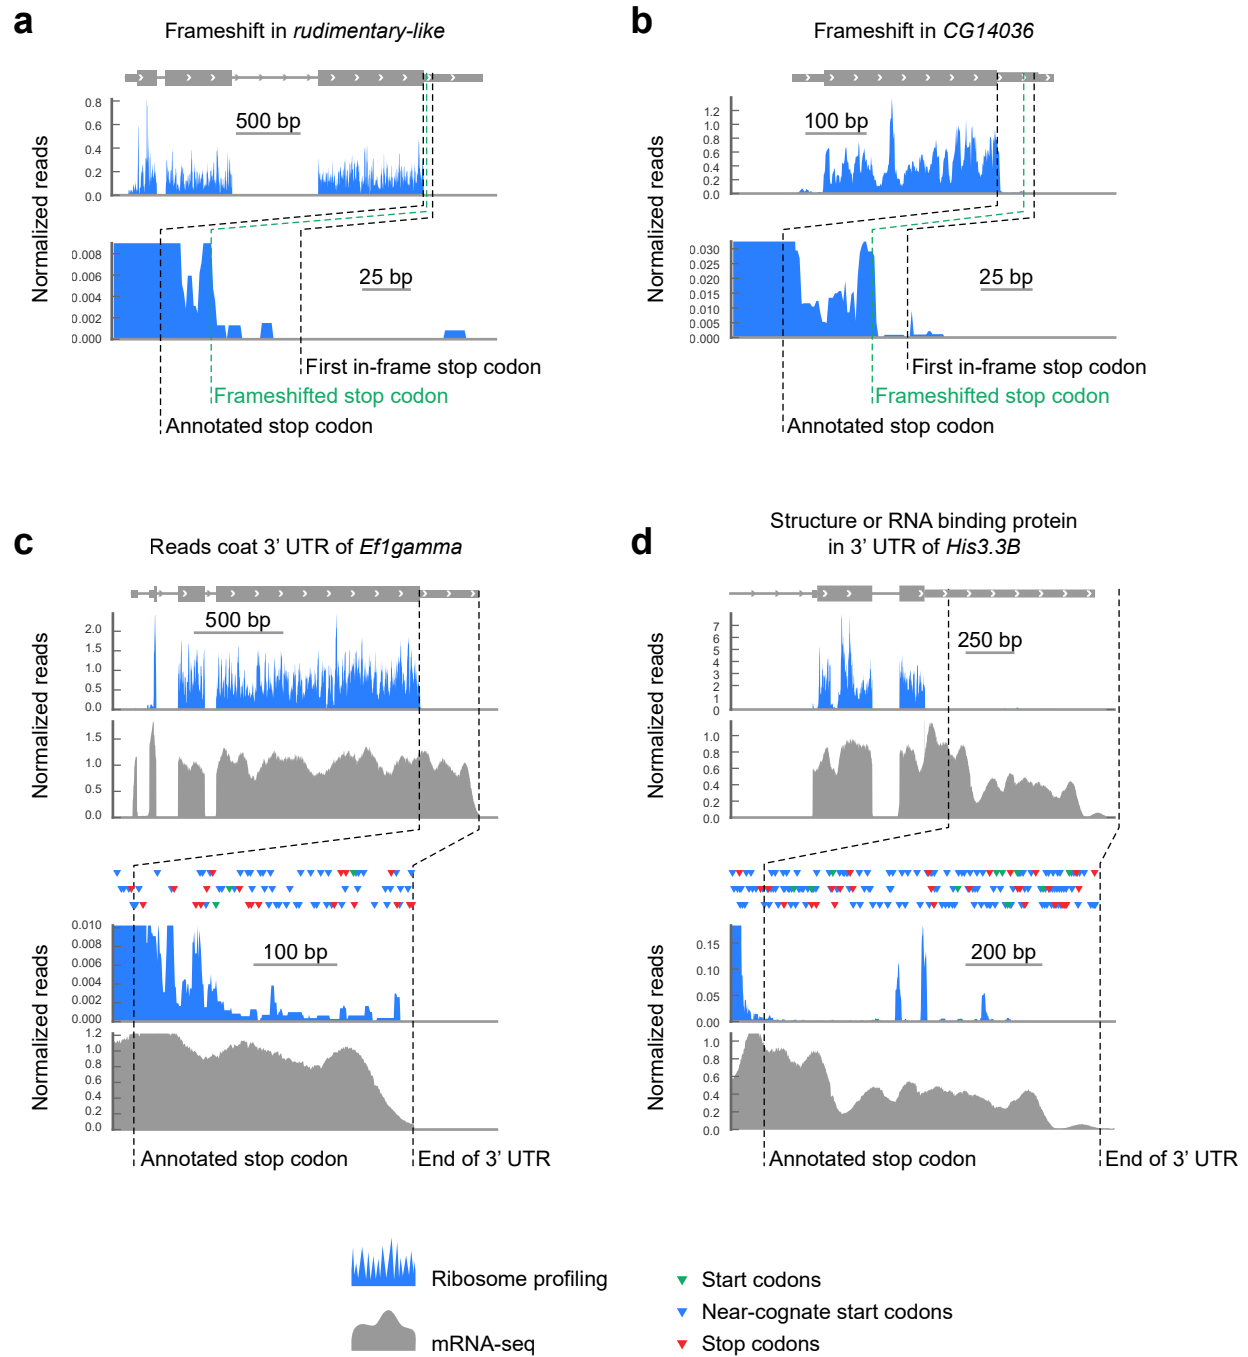 a
Frameshift in rudimentary-like
Normalized reads
0.8
0.6
0.4
0.2
0.0
500 bp
0.008
0.006
0.004
0.002
0.000
25 bp
First in-frame stop codon
Frameshifted stop codon
Annotated stop codon
b
Frameshift in CG14036
Normalized reads
1.2
1.0
0.8
0.6
0.4
0.2
0.0
100 bp
0.030
0.025
0.020
0.015
0.010
0.005
0.000
25 bp
First in-frame stop codon
Frameshifted stop codon
Annotated stop codon
c
Reads coat 3’ UTR of Ef1gamma
Normalized reads
2.0
1.5
1.0
0.5
0.0
500 bp
1.5
1.0
0.5
0.0
Normalized reads
0.010
0.008
0.006
0.004
0.002
0.000
100 bp
1.2
1.0
0.8
0.6
0.4
0.2
0.0
Annotated stop codon
End of 3’ UTR
d
Structure or RNA binding protein
in 3’ UTR of His3.3B
Normalized reads
7
6
5
4
3
2
1
0
250 bp
1.0
0.8
0.6
0.4
0.2
0.0
Normalized reads
0.15
0.10
0.05
0.00
200 bp
1.0
0.8
0.6
0.4
0.2
0.0
Annotated stop codon
End of 3’ UTR
Ribosome profiling
mRNA-seq
Start codons
Near-cognate start codons
Stop codons